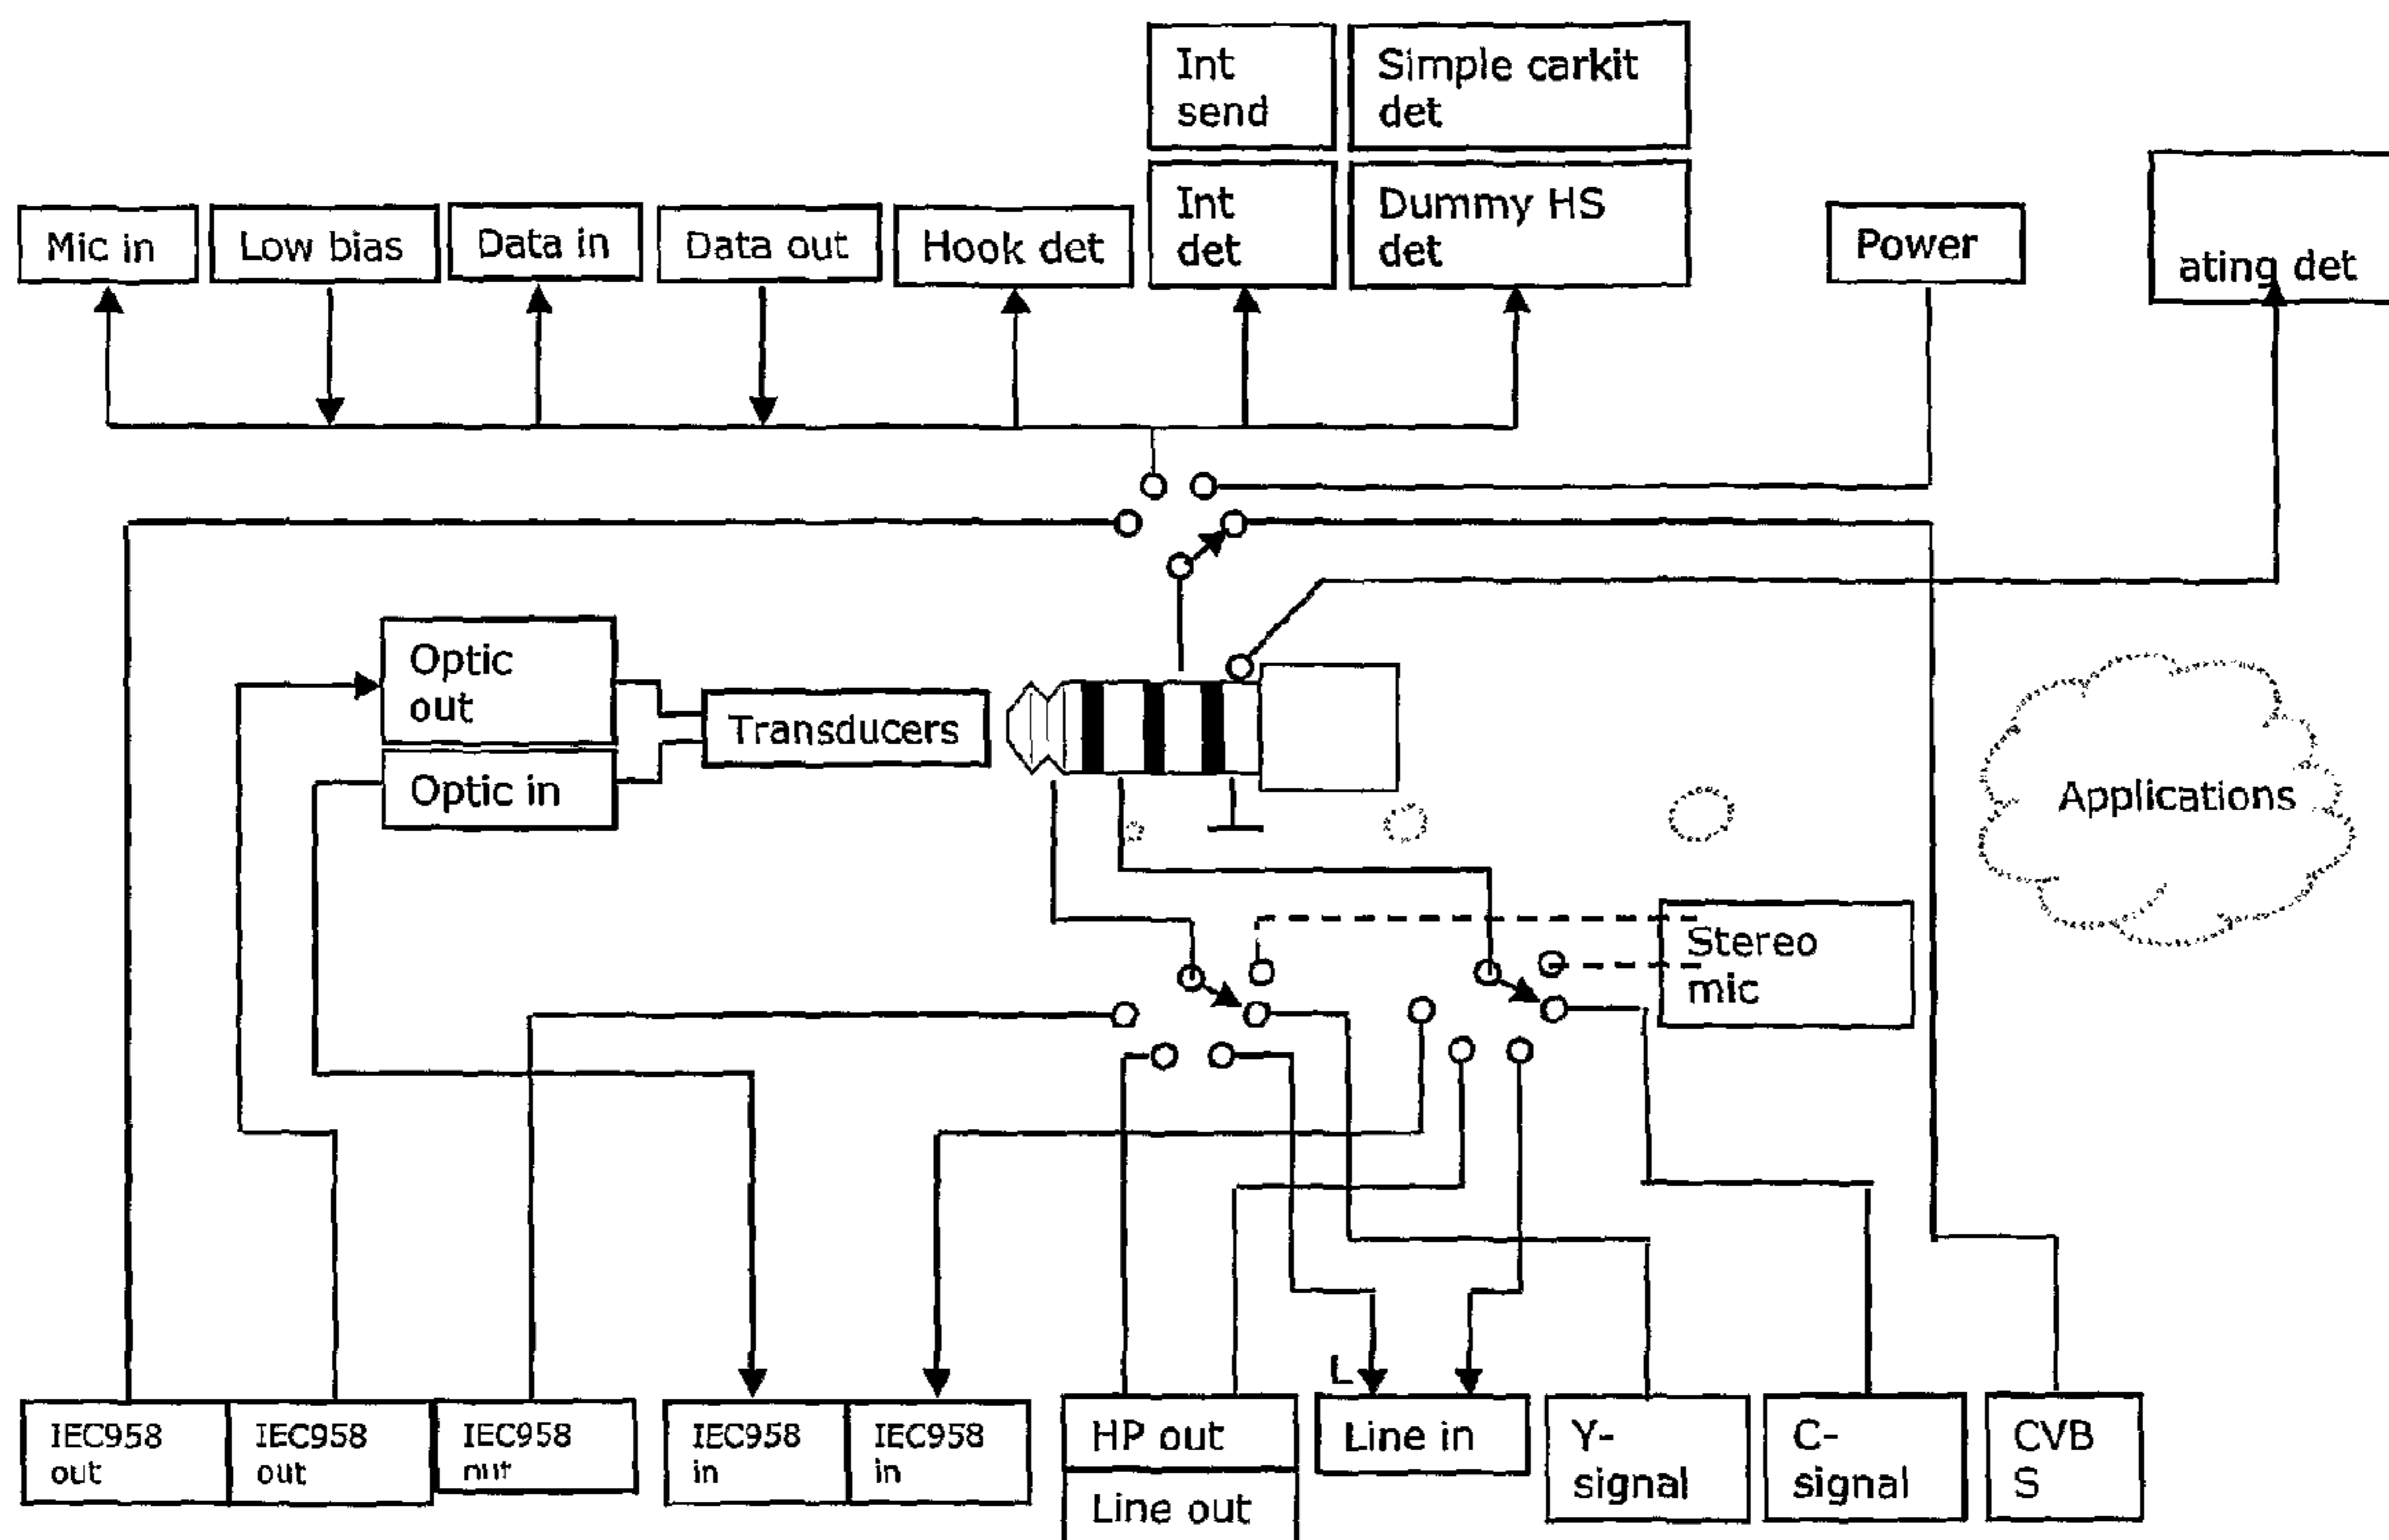 Int
send
Simple carkit
det
Mic in
Low bias
Data in
Data out
Hook det
Int
det
Dummy HS
det
Power
ating det
Optic
out
Transducers
Optic in
Applications
Stereo
mic
L
IEC958
out
IEC958
out
IEC958
out
IEC958
in
IEC958
in
HP out
Line out
Line in
Y-
signal
C-
signal
CVB
S